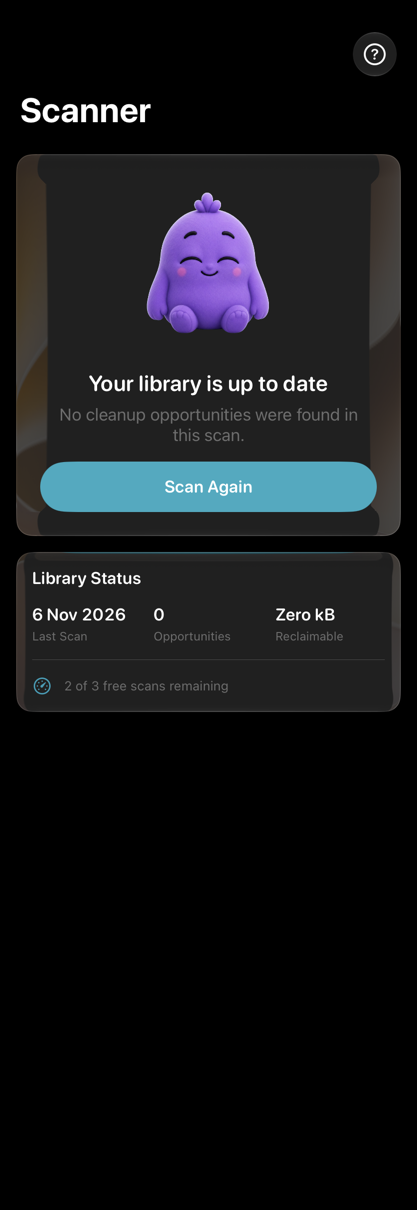 ?
Scanner
Your library is up to date
No cleanup opportunities were found in
this scan.
Scan Again
Library Status
6 Nov 2026 0 Zero kB
Last Scan Opportunities Reclaimable
2 of 3 free scans remaining